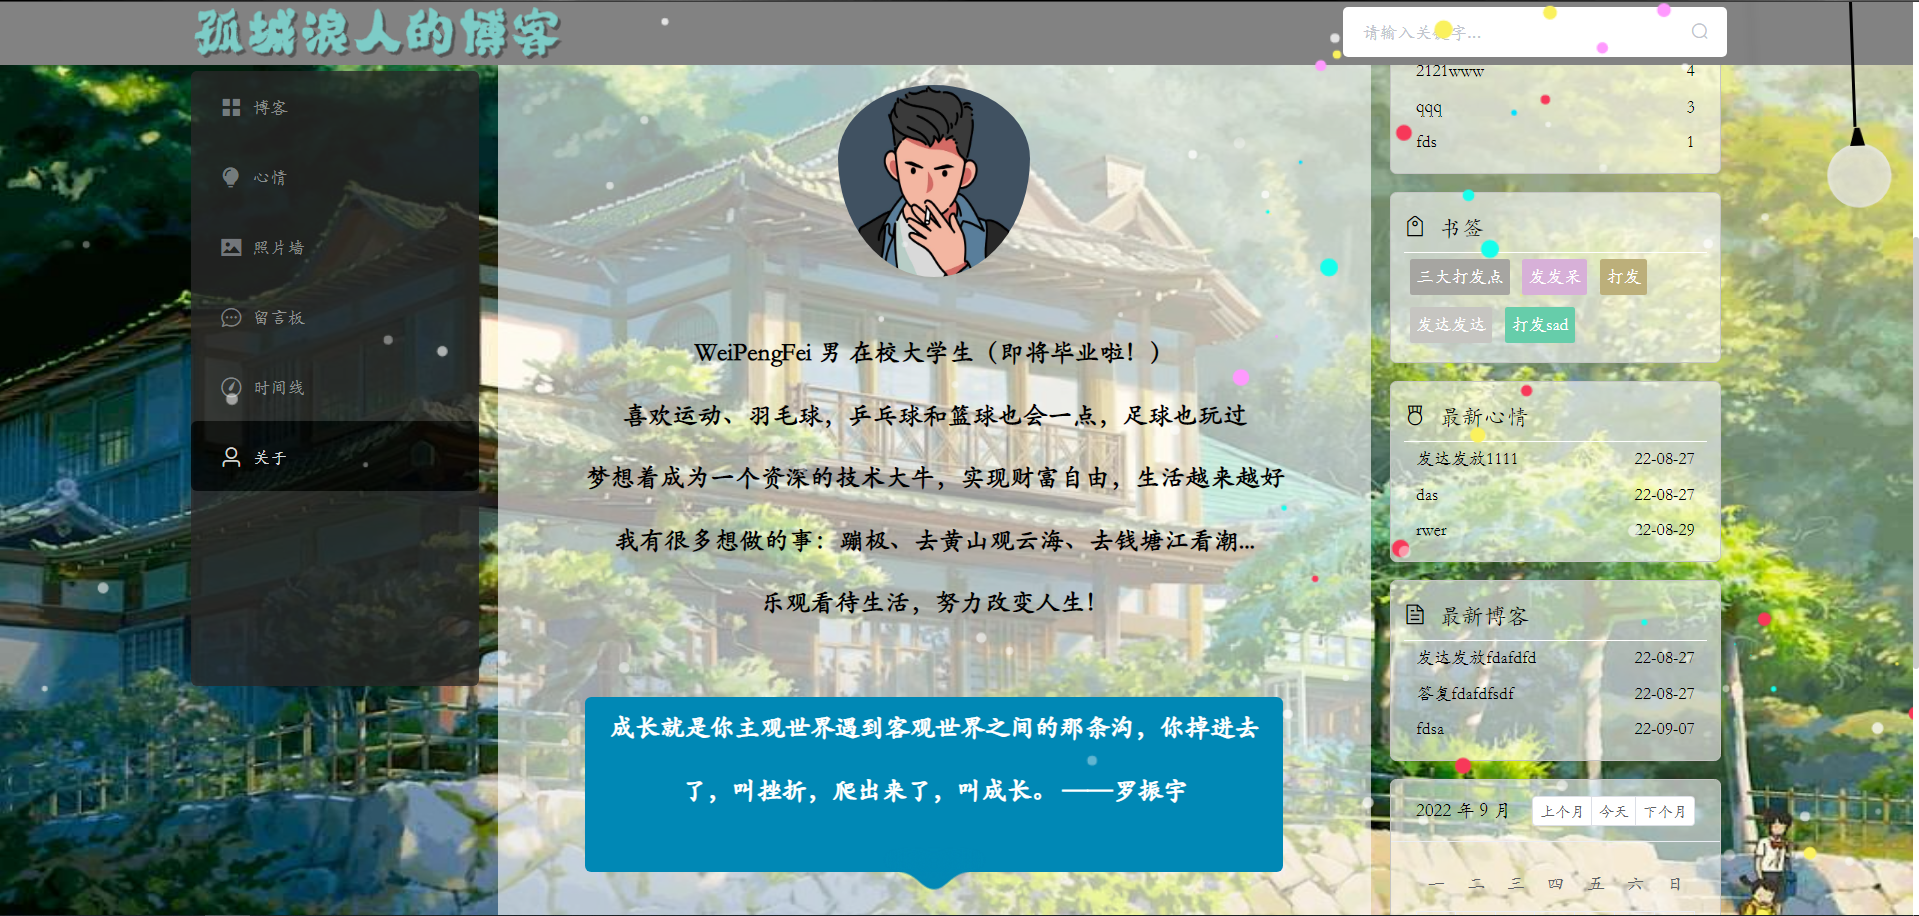 孤城浪人的博客
请输入关键字...
博客
心情
照片墙
留言板
时间线
关于
WeiPengFei 男 在校大学生（即将毕业啦！）
喜欢运动、羽毛球，乒乓球和篮球也会一点，足球也玩过
梦想着成为一个资深的技术大牛，实现财富自由，生活越来越好
我有很多想做的事：蹦极、去黄山观云海、去钱塘江看潮...
乐观看待生活，努力改变人生！
成长就是你主观世界遇到客观世界之间的那条沟，你掉进去
了，叫挫折，爬出来了，叫成长。 ——罗振宇
2121www 4
qqq 3
fds 1
书签
三大打发点 发发呆 打发
发达发达 打发sad
最新心情
发达发放1111 22-08-27
das 22-08-27
rwer 22-08-29
最新博客
发达发放fdafdfd 22-08-27
答复fdafdfsdf 22-08-27
fdsa 22-09-07
2022 年 9 月 上个月 今天 下个月
一 二 三 四 五 六 日